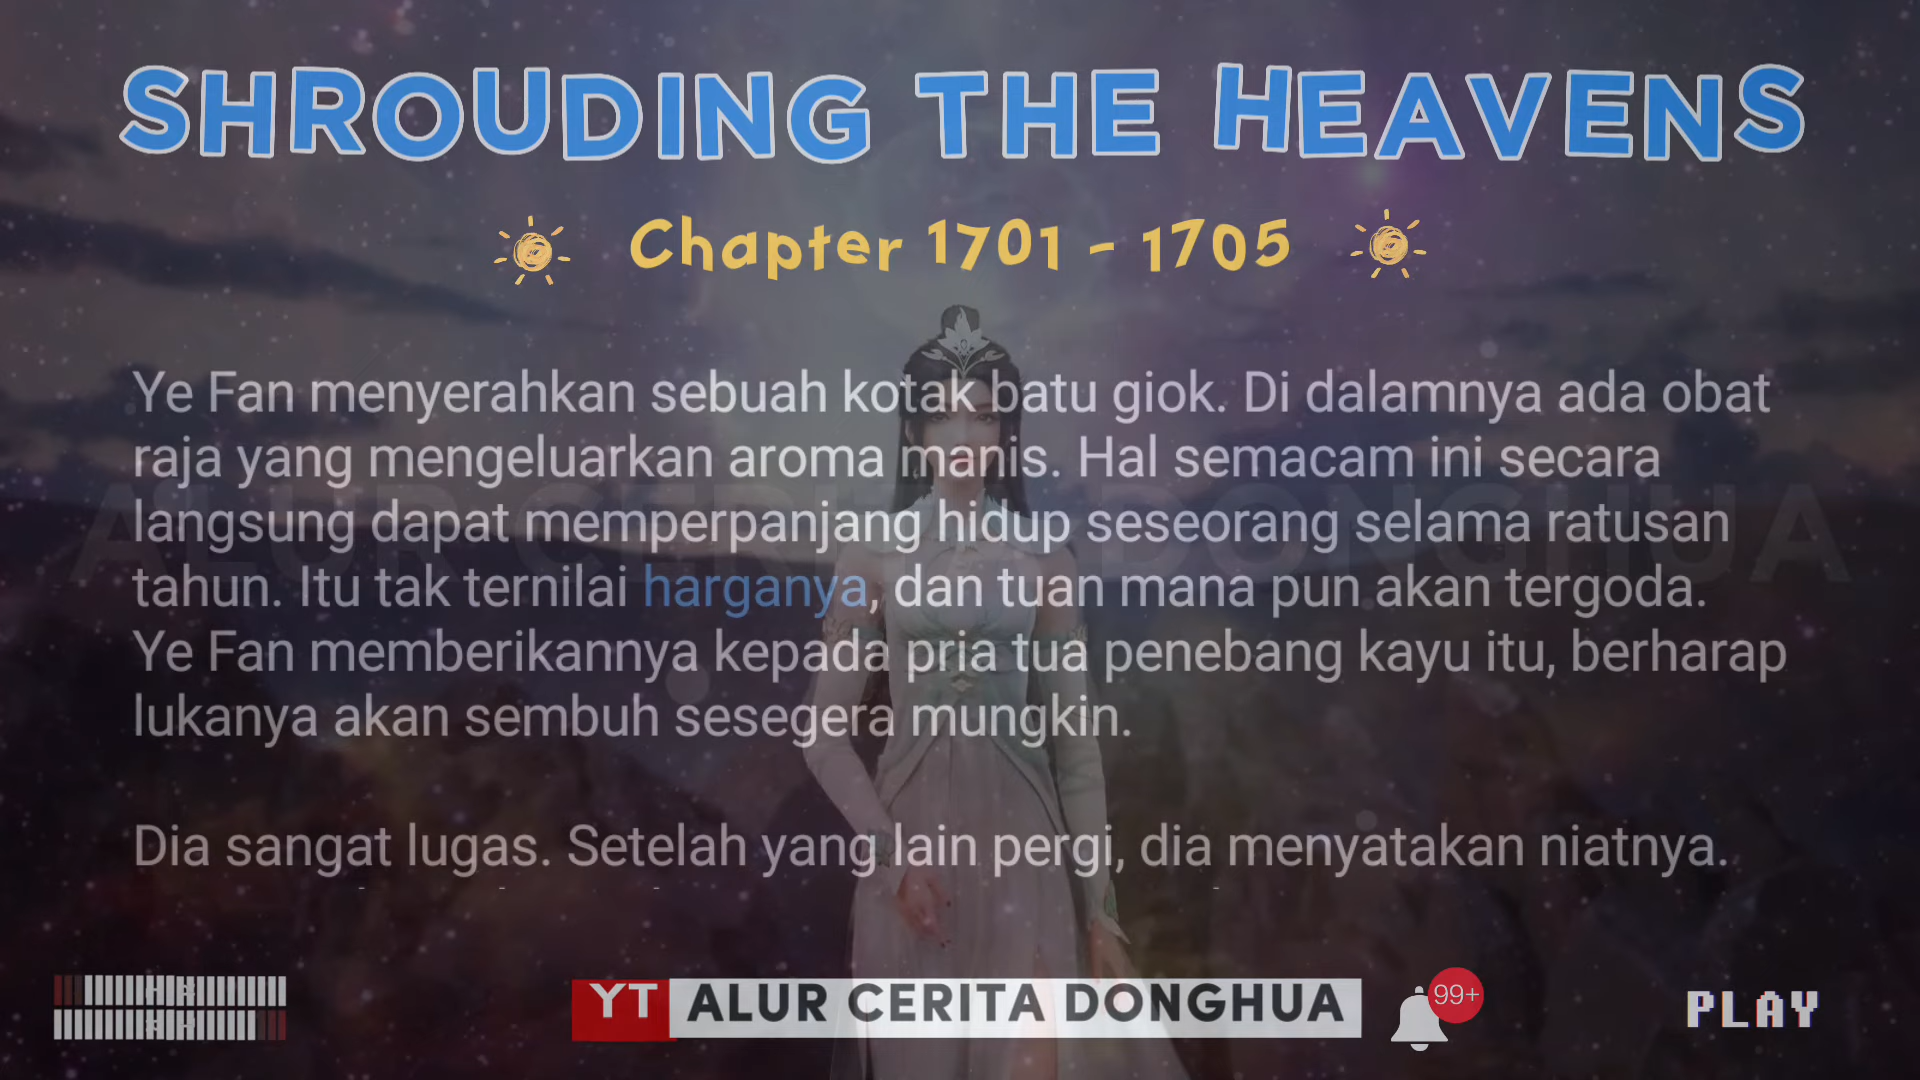 SHROUDING THE HEAVENS
Chapter 1701 - 1705
Ye Fan menyerahkan sebuah kotak batu giok. Di dalamnya ada obat
raja yang mengeluarkan aroma manis. Hal semacam ini secara
langsung dapat memperpanjang hidup seseorang selama ratusan
tahun. Itu tak ternilai harganya, dan tuan mana pun akan tergoda.
Ye Fan memberikannya kepada pria tua penebang kayu itu, berharap
lukanya akan sembuh sesegera mungkin.
Dia sangat lugas. Setelah yang lain pergi, dia menyatakan niatnya.
ALUR CERITA DONGHUA
YT ALUR CERITA DONGHUA
99+
PLAY